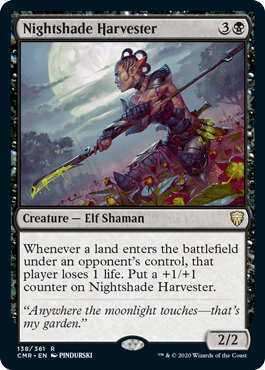 Nightshade Harvester 3
Creature — Elf Shaman
Whenever a land enters the battlefield
under an opponent's control, that
player loses 1 life. Put a +1/+1
counter on Nightshade Harvester.
"Anywhere the moonlight touches—that's
my garden."
2/2
138/361 R
CMR • EN PINDURSKI ™ & © 2020 Wizards of the Coast